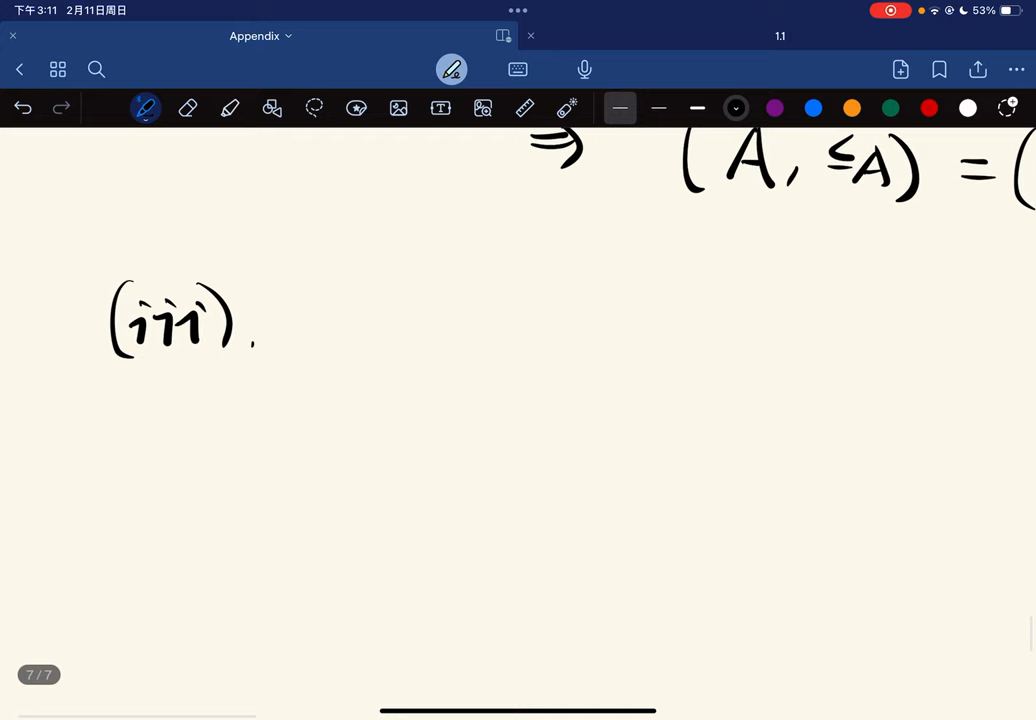 下午3:11 2月11日周日 53%
Appendix 1.1
⇒ (A, ≤A) = (
(iii).
7 / 7